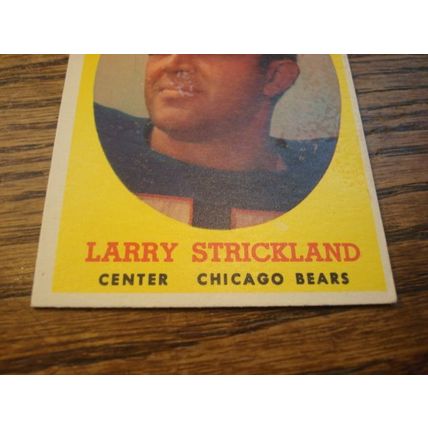 LARRY STRICKLAND
CENTER CHICAGO BEARS